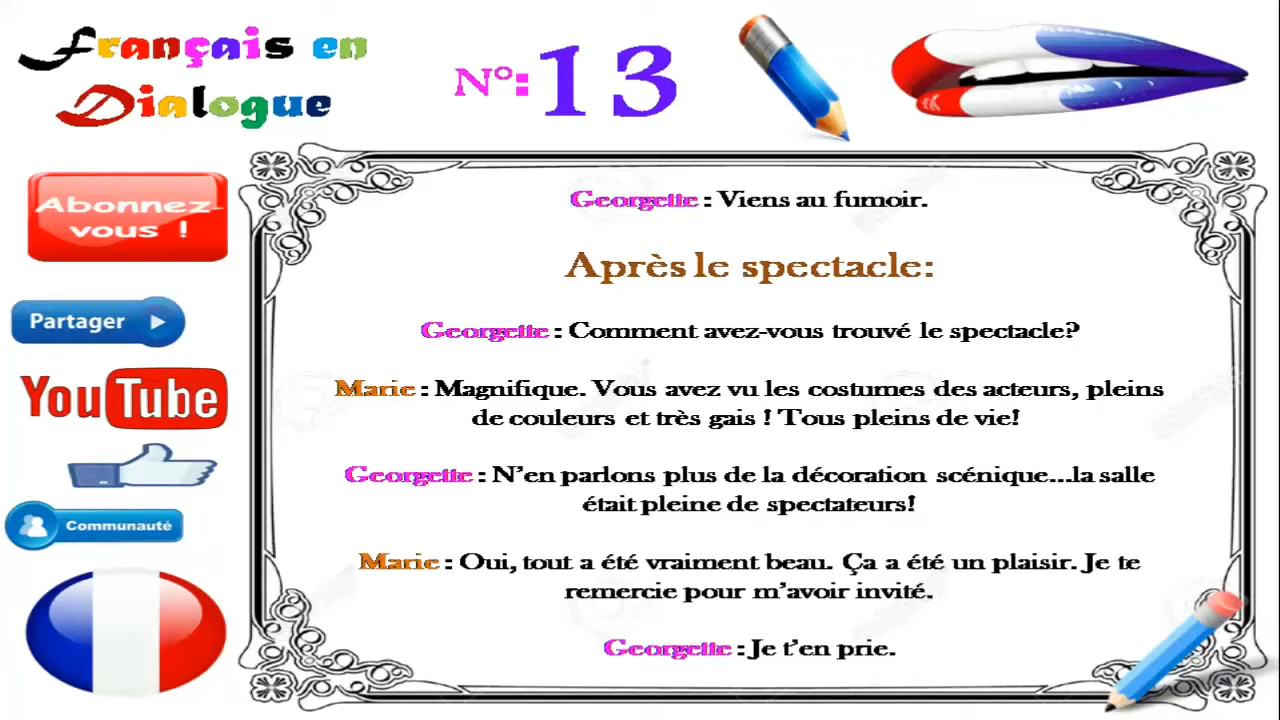 Français en
Dialogue
N°:13
Abonnez-
vous !
Partager
YouTube
Communauté
Georgette : Viens au fumoir.
Après le spectacle:
Georgette : Comment avez-vous trouvé le spectacle?
Marie : Magnifique. Vous avez vu les costumes des acteurs, pleins
de couleurs et très gais ! Tous pleins de vie!
Georgette : N’en parlons plus de la décoration scénique...la salle
était pleine de spectateurs!
Marie : Oui, tout a été vraiment beau. Ça a été un plaisir. Je te
remercie pour m’avoir invité.
Georgette : Je t’en prie.